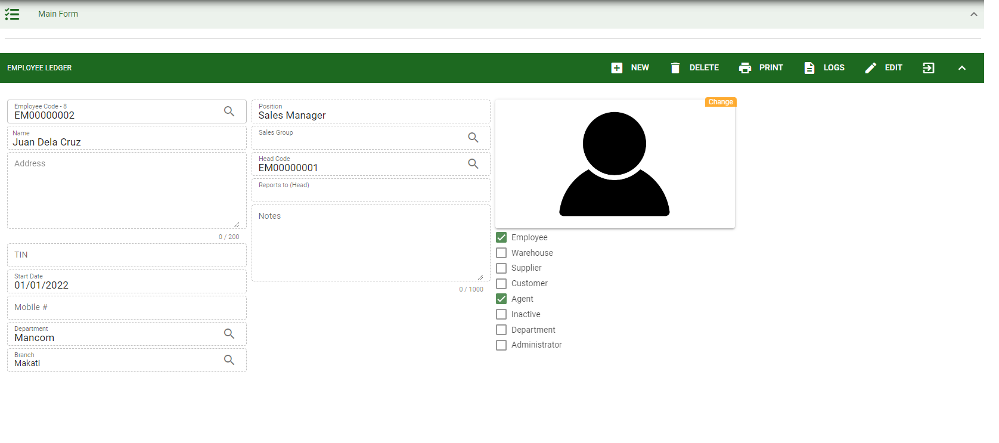 Main Form
EMPLOYEE LEDGER
NEW
DELETE
PRINT
LOGS
EDIT
Employee Code - 8
EM00000002
Name
Juan Dela Cruz
Address
0 / 200
TIN
Start Date
01/01/2022
Mobile #
Department
Mancom
Branch
Makati
Position
Sales Manager
Sales Group
Head Code
EM00000001
Reports to (Head)
Notes
0 / 1000
Change
Employee
Warehouse
Supplier
Customer
Agent
Inactive
Department
Administrator